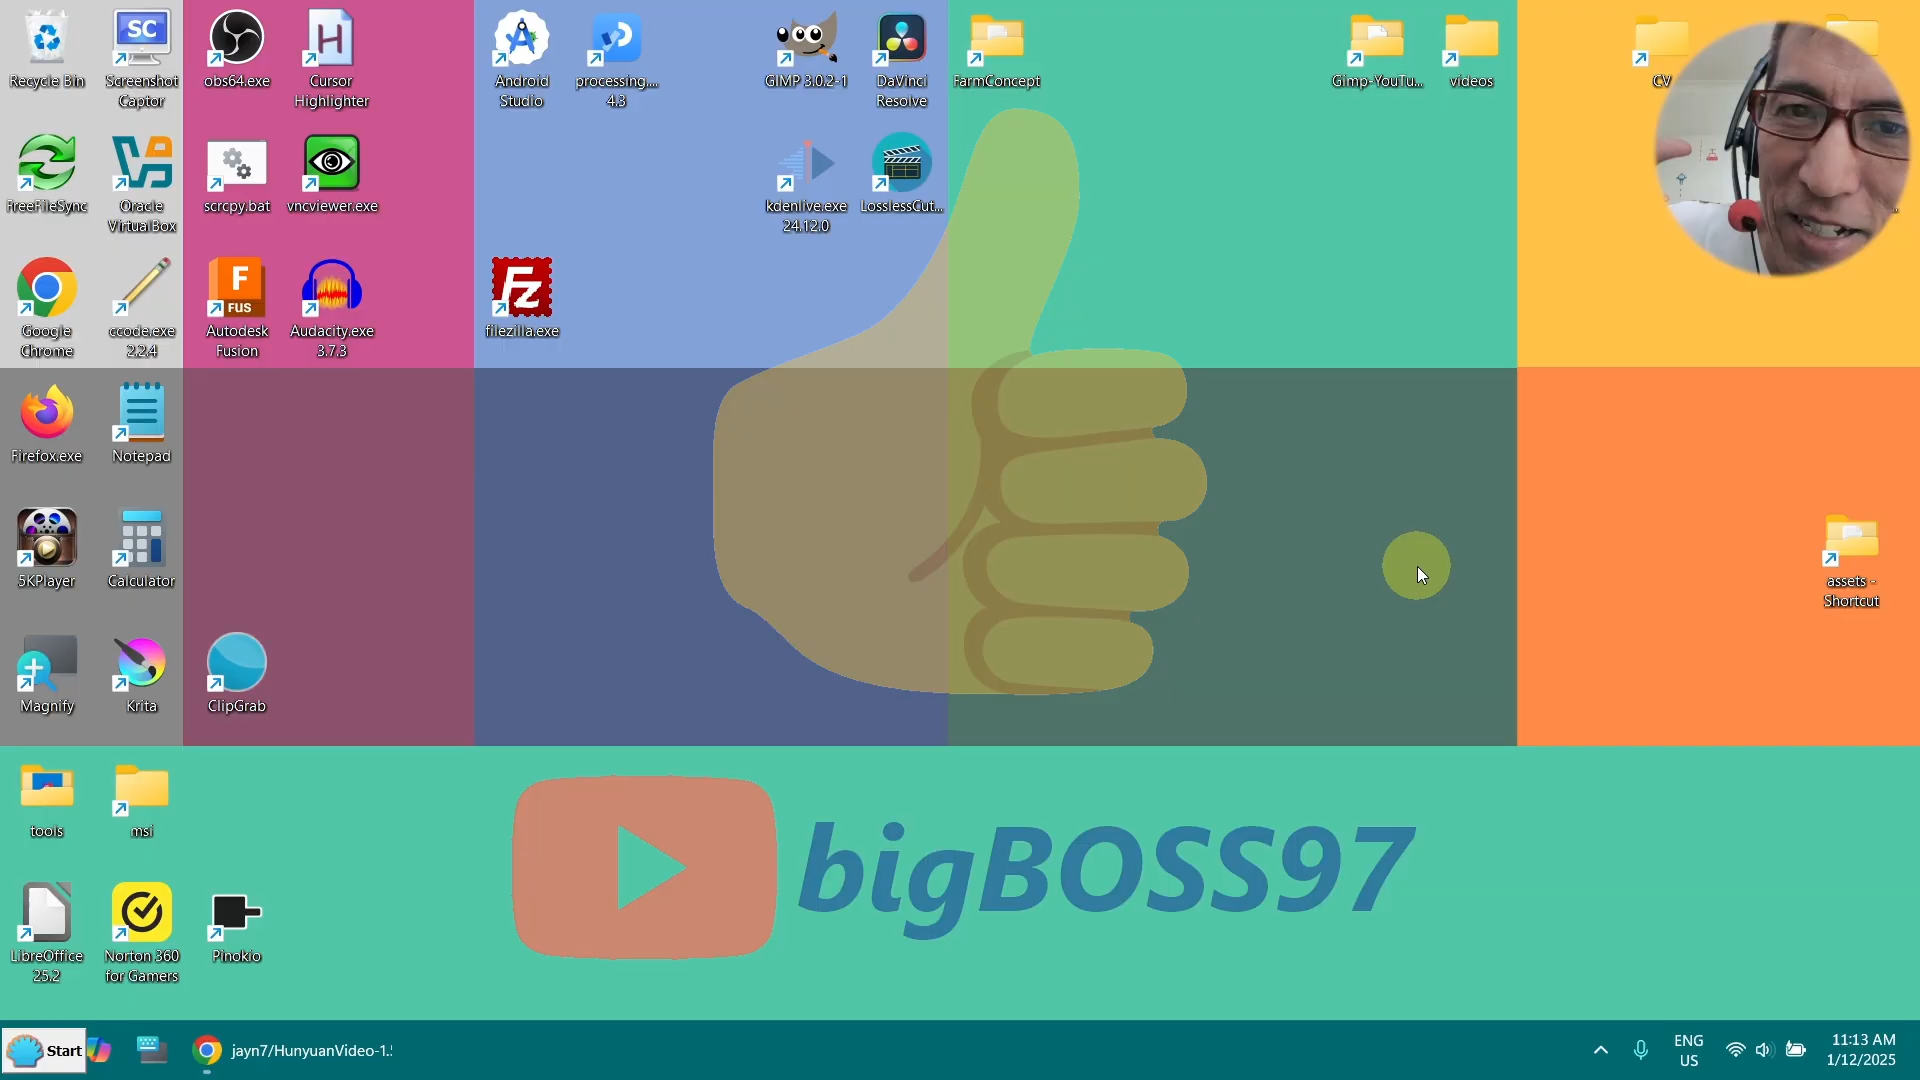 Recycle Bin
Screenshot
Captor
SC
obs64.exe
H
Cursor
Highlighter
Android
Studio
processing....
4.3
GIMP 3.0.2-1
DaVinci
Resolve
FarmConcept
Gimp-YouTu...
videos
CV
FreeFileSync
Oracle
VirtualBox
scrcpy.bat
vncviewer.exe
kdenlive.exe
24.12.0
LosslessCut...
Google
Chrome
ccode.exe
2.2.4
F
FUS
Autodesk
Fusion
Audacity.exe
3.7.3
Fz
filezilla.exe
Firefox.exe
Notepad
5KPlayer
Calculator
assets -
Shortcut
Magnify
Krita
ClipGrab
tools
msi
bigBOSS97
LibreOffice
25.2
Norton 360
for Gamers
Pinokio
Start
jayn7/HunyuanVideo-1.
ENG
US
11:13 AM
1/12/2025